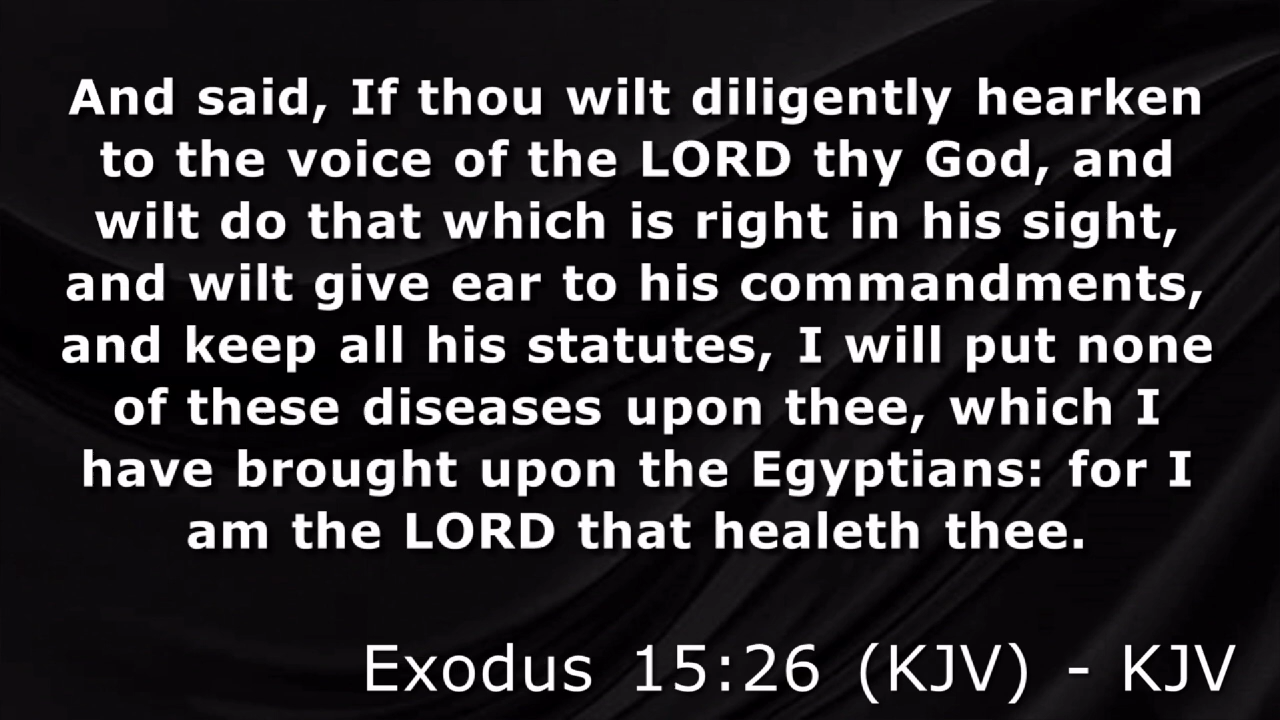 And said, If thou wilt diligently hearken
to the voice of the LORD thy God, and
wilt do that which is right in his sight,
and wilt give ear to his commandments,
and keep all his statutes, I will put none
of these diseases upon thee, which I
have brought upon the Egyptians: for I
am the LORD that healeth thee.
Exodus 15:26 (KJV) - KJV